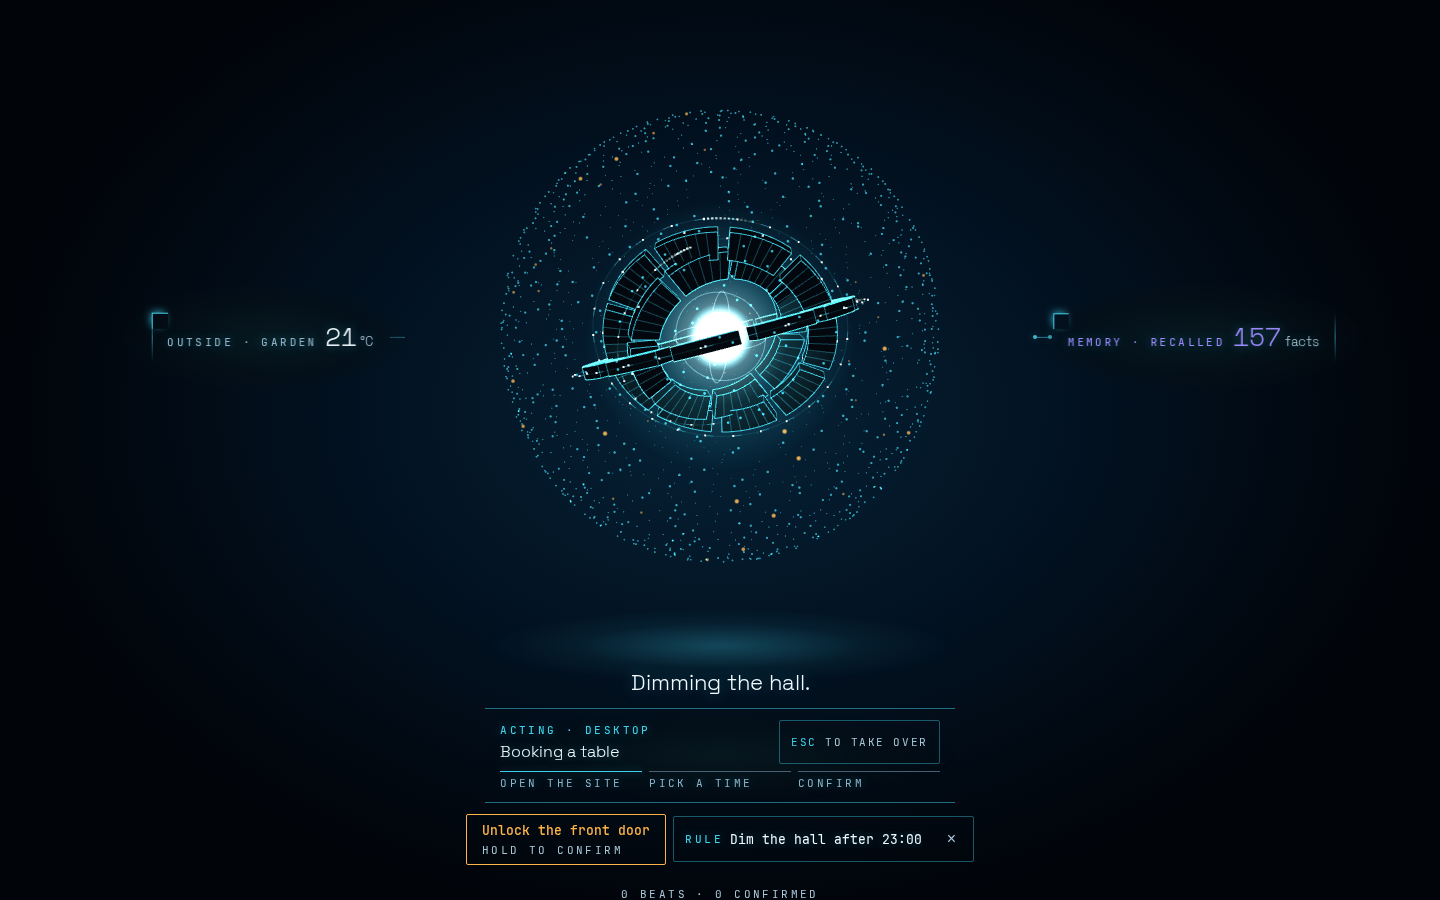 OUTSIDE · GARDEN 21 °C
MEMORY · RECALLED 157 facts
Dimming the hall.
ACTING · DESKTOP
Booking a table
ESC TO TAKE OVER
OPEN THE SITE PICK A TIME CONFIRM
Unlock the front door
HOLD TO CONFIRM
RULE Dim the hall after 23:00 ×
0 BEATS · 0 CONFIRMED